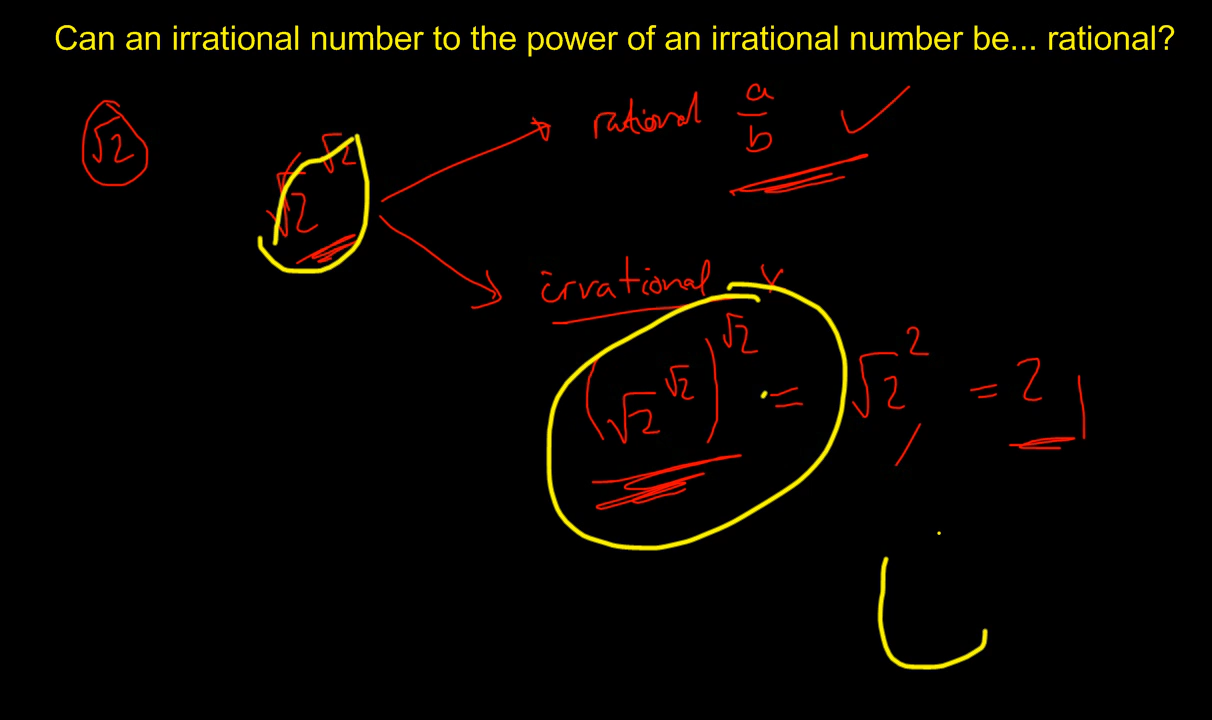 Can an irrational number to the power of an irrational number be... rational?
√2
√2^√2
rational a/b ✓
irrational
(√2^√2)^√2 = √2^2 = 2